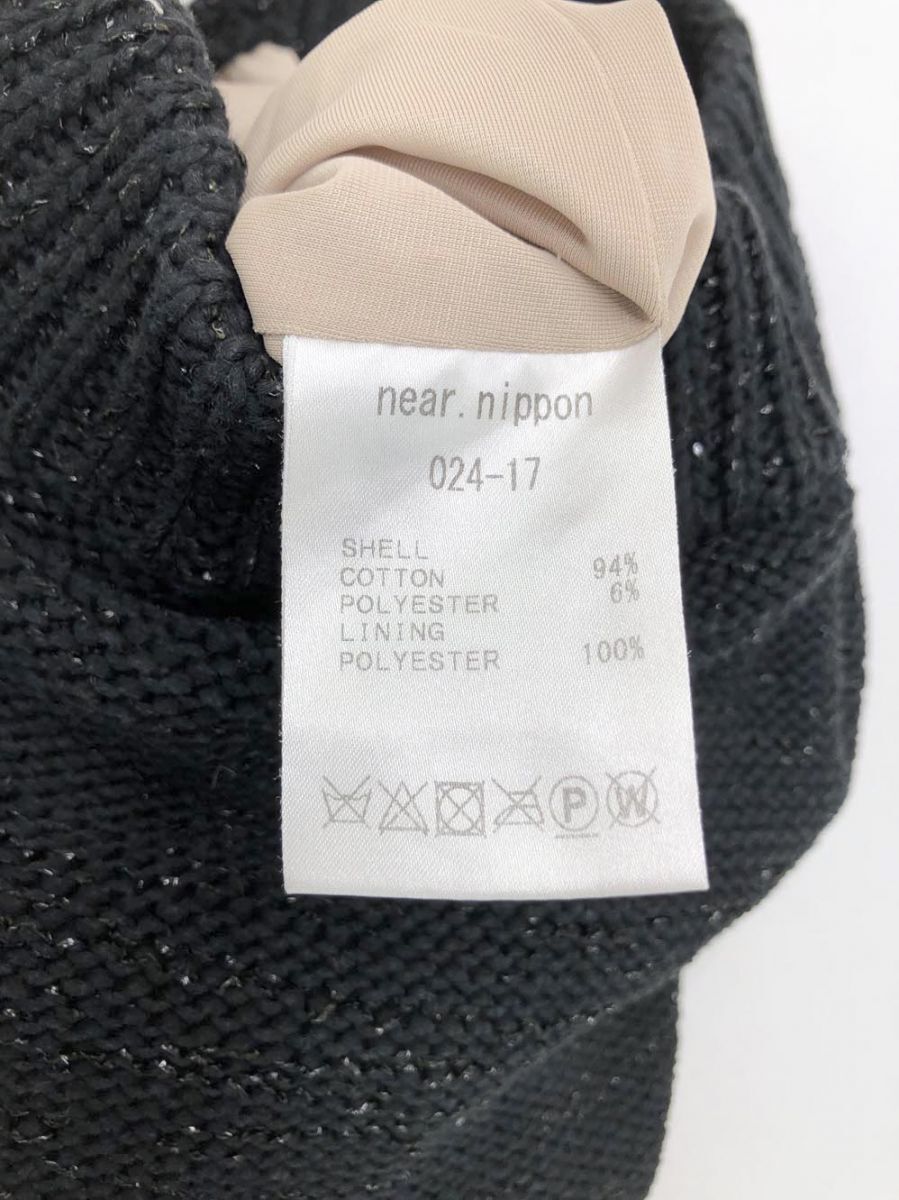 near.nippon
024-17
SHELL
COTTON 94%
POLYESTER 6%
LINING
POLYESTER 100%
P W